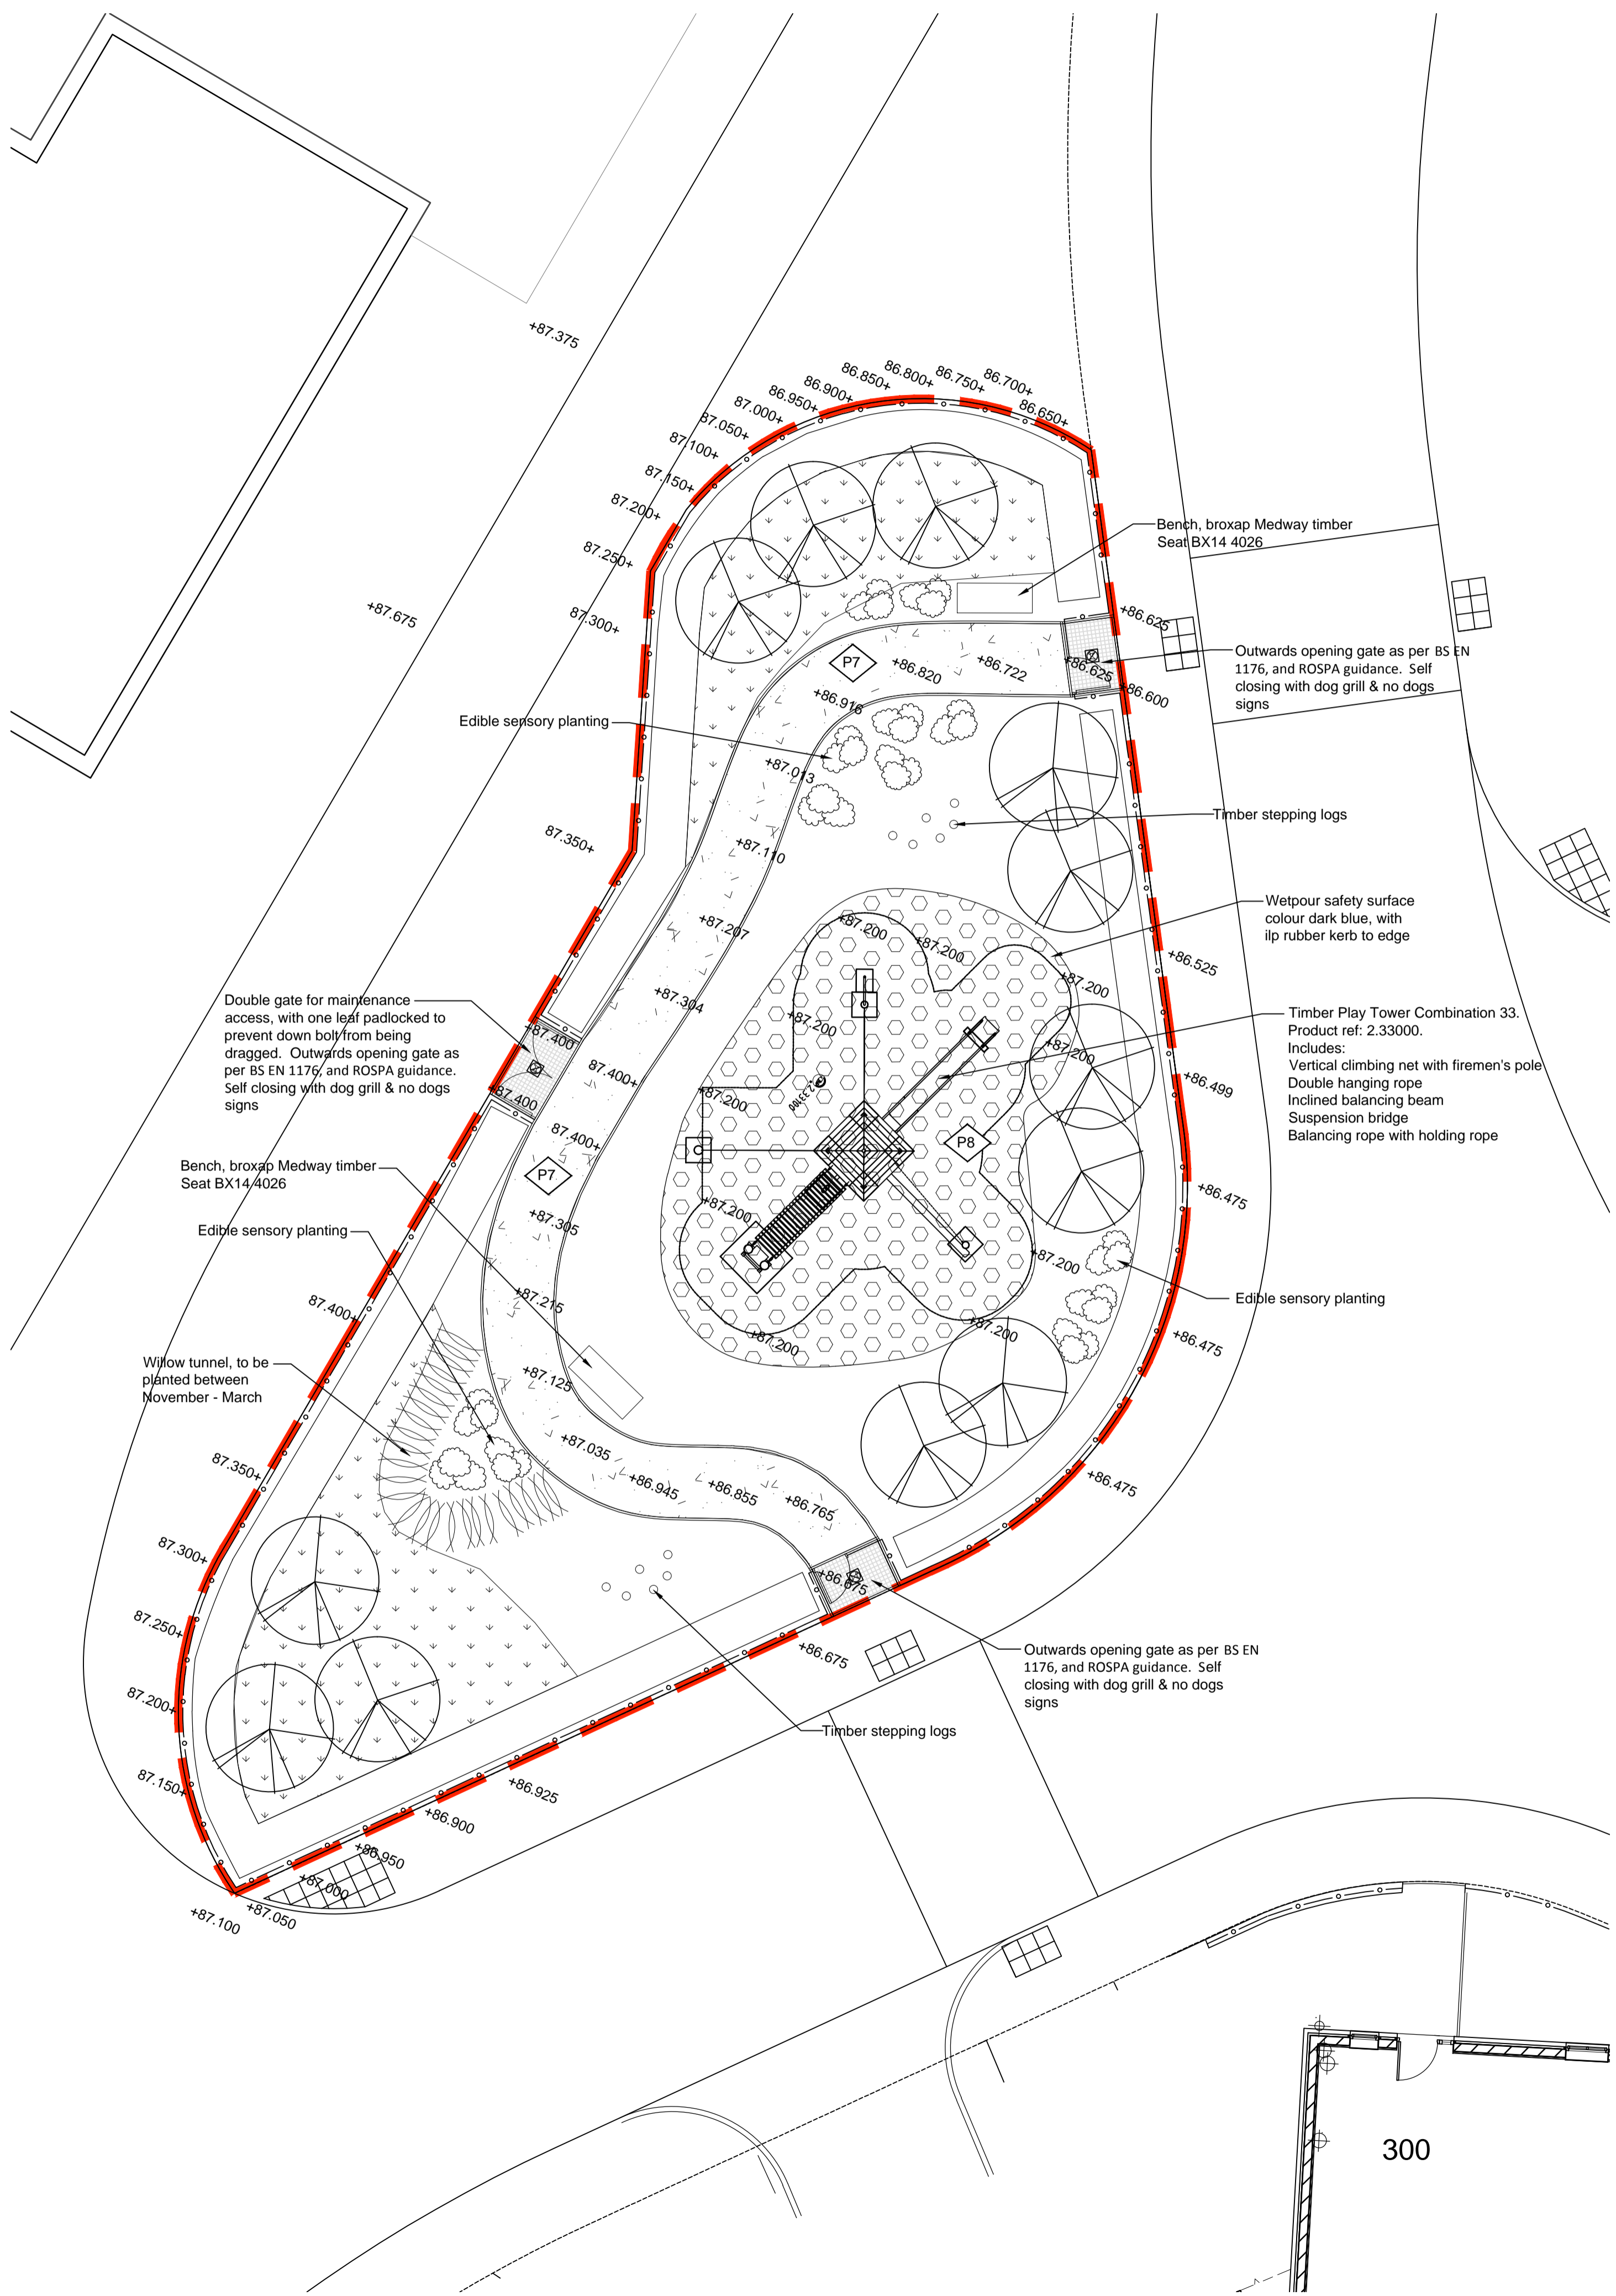 +87.375
86.700+
86.800+
86.750+
86.850+
86.900+
86.650+
86.950+
87.000+
87.050+
87.100+
87.150+
87.200+
87.250+
Bench, broxap Medway timber
Seat BX14 4026
+87.675
87.300+
+86.625
Outwards opening gate as per BS EN
1176, and ROSPA guidance. Self
closing with dog grill & no dogs
signs
P7
+86.820
+86.722
+86.625
+86.600
+86.916
Edible sensory planting
+87.013
Timber stepping logs
87.350+
+87.110
Wetpour safety surface
colour dark blue, with
ilp rubber kerb to edge
+87.207
+87.200
+87.200
+86.525
+87.200
+87.304
Double gate for maintenance
access, with one leaf padlocked to
prevent down bolt from being
dragged. Outwards opening gate as
per BS EN 1176, and ROSPA guidance.
Self closing with dog grill & no dogs
signs
+87.200
Timber Play Tower Combination 33.
Product ref: 2.33000.
Includes:
Vertical climbing net with firemen's pole
Double hanging rope
Inclined balancing beam
Suspension bridge
Balancing rope with holding rope
+87.400
+87.200
87.400+
+86.499
+87.400
+87.200
87.400+
P8
Bench, broxap Medway timber
Seat BX14 4026
P7
+86.475
+87.200
+87.305
Edible sensory planting
+87.200
+87.215
87.400+
Edible sensory planting
+87.200
+87.200
+86.475
Willow tunnel, to be
planted between
November - March
+87.125
+87.035
87.350+
+86.945
+86.855
+86.765
+86.475
87.300+
+86.675
87.250+
+86.675
Outwards opening gate as per BS EN
1176, and ROSPA guidance. Self
closing with dog grill & no dogs
signs
87.200+
Timber stepping logs
87.150+
+86.925
+86.900
+86.950
+87.000
+87.050
+87.100
300